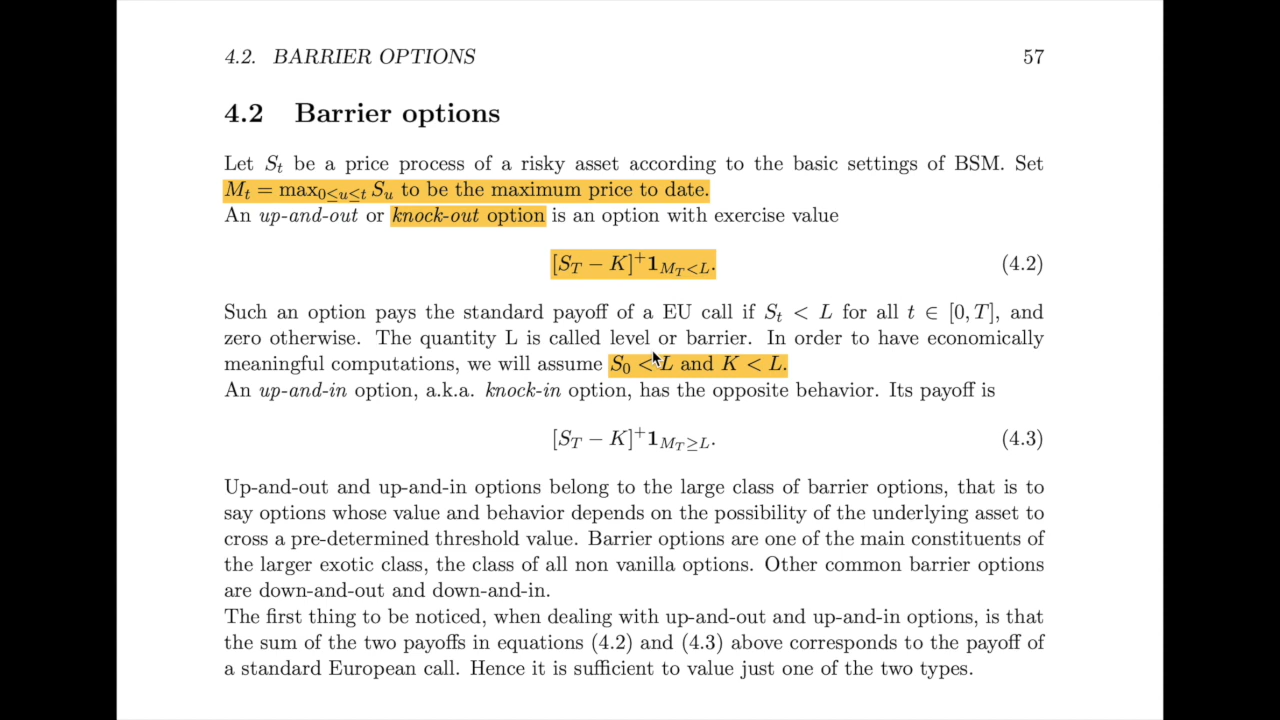 4.2. BARRIER OPTIONS 57
4.2 Barrier options
Let Sₜ be a price process of a risky asset according to the basic settings of BSM. Set
Mₜ = max₀≤ᵤ≤ₜ Sᵤ to be the maximum price to date.
An up-and-out or knock-out option is an option with exercise value
[S_T − K]⁺1_{M_T<L}. (4.2)
Such an option pays the standard payoff of a EU call if Sₜ < L for all t ∈ [0, T], and
zero otherwise. The quantity L is called level or barrier. In order to have economically
meaningful computations, we will assume S₀ < L and K < L.
An up-and-in option, a.k.a. knock-in option, has the opposite behavior. Its payoff is
[S_T − K]⁺1_{M_T≥L}. (4.3)
Up-and-out and up-and-in options belong to the large class of barrier options, that is to
say options whose value and behavior depends on the possibility of the underlying asset to
cross a pre-determined threshold value. Barrier options are one of the main constituents of
the larger exotic class, the class of all non vanilla options. Other common barrier options
are down-and-out and down-and-in.
The first thing to be noticed, when dealing with up-and-out and up-and-in options, is that
the sum of the two payoffs in equations (4.2) and (4.3) above corresponds to the payoff of
a standard European call. Hence it is sufficient to value just one of the two types.